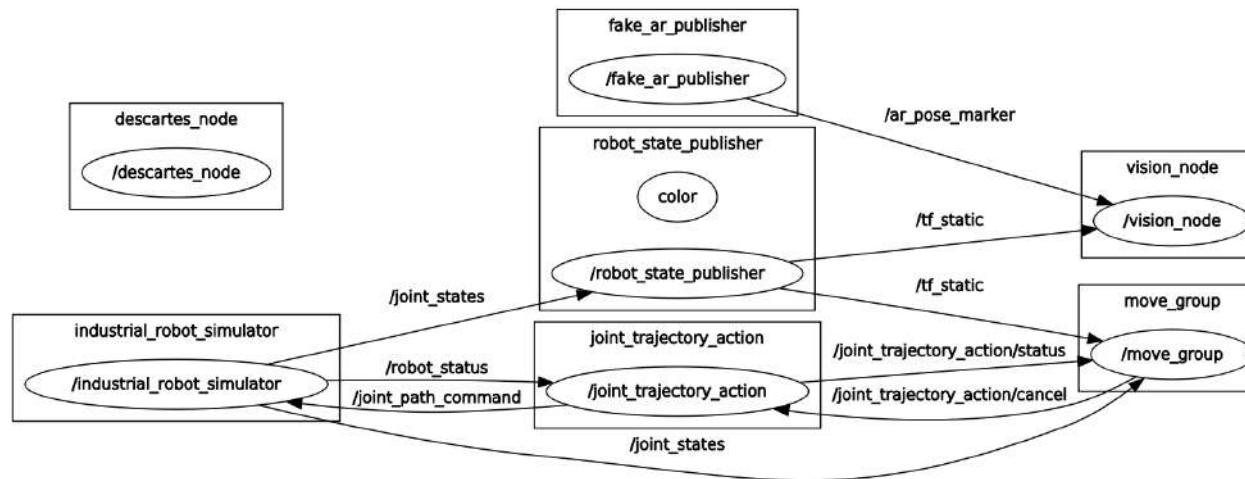 fake_ar_publisher
/fake_ar_publisher
/ar_pose_marker
descartes_node
/descartes_node
robot_state_publisher
color
/robot_state_publisher
vision_node
/vision_node
/tf_static
/tf_static
/joint_states
industrial_robot_simulator
/industrial_robot_simulator
/robot_status
/joint_path_command
/joint_states
joint_trajectory_action
/joint_trajectory_action
/joint_trajectory_action/status
/joint_trajectory_action/cancel
move_group
/move_group